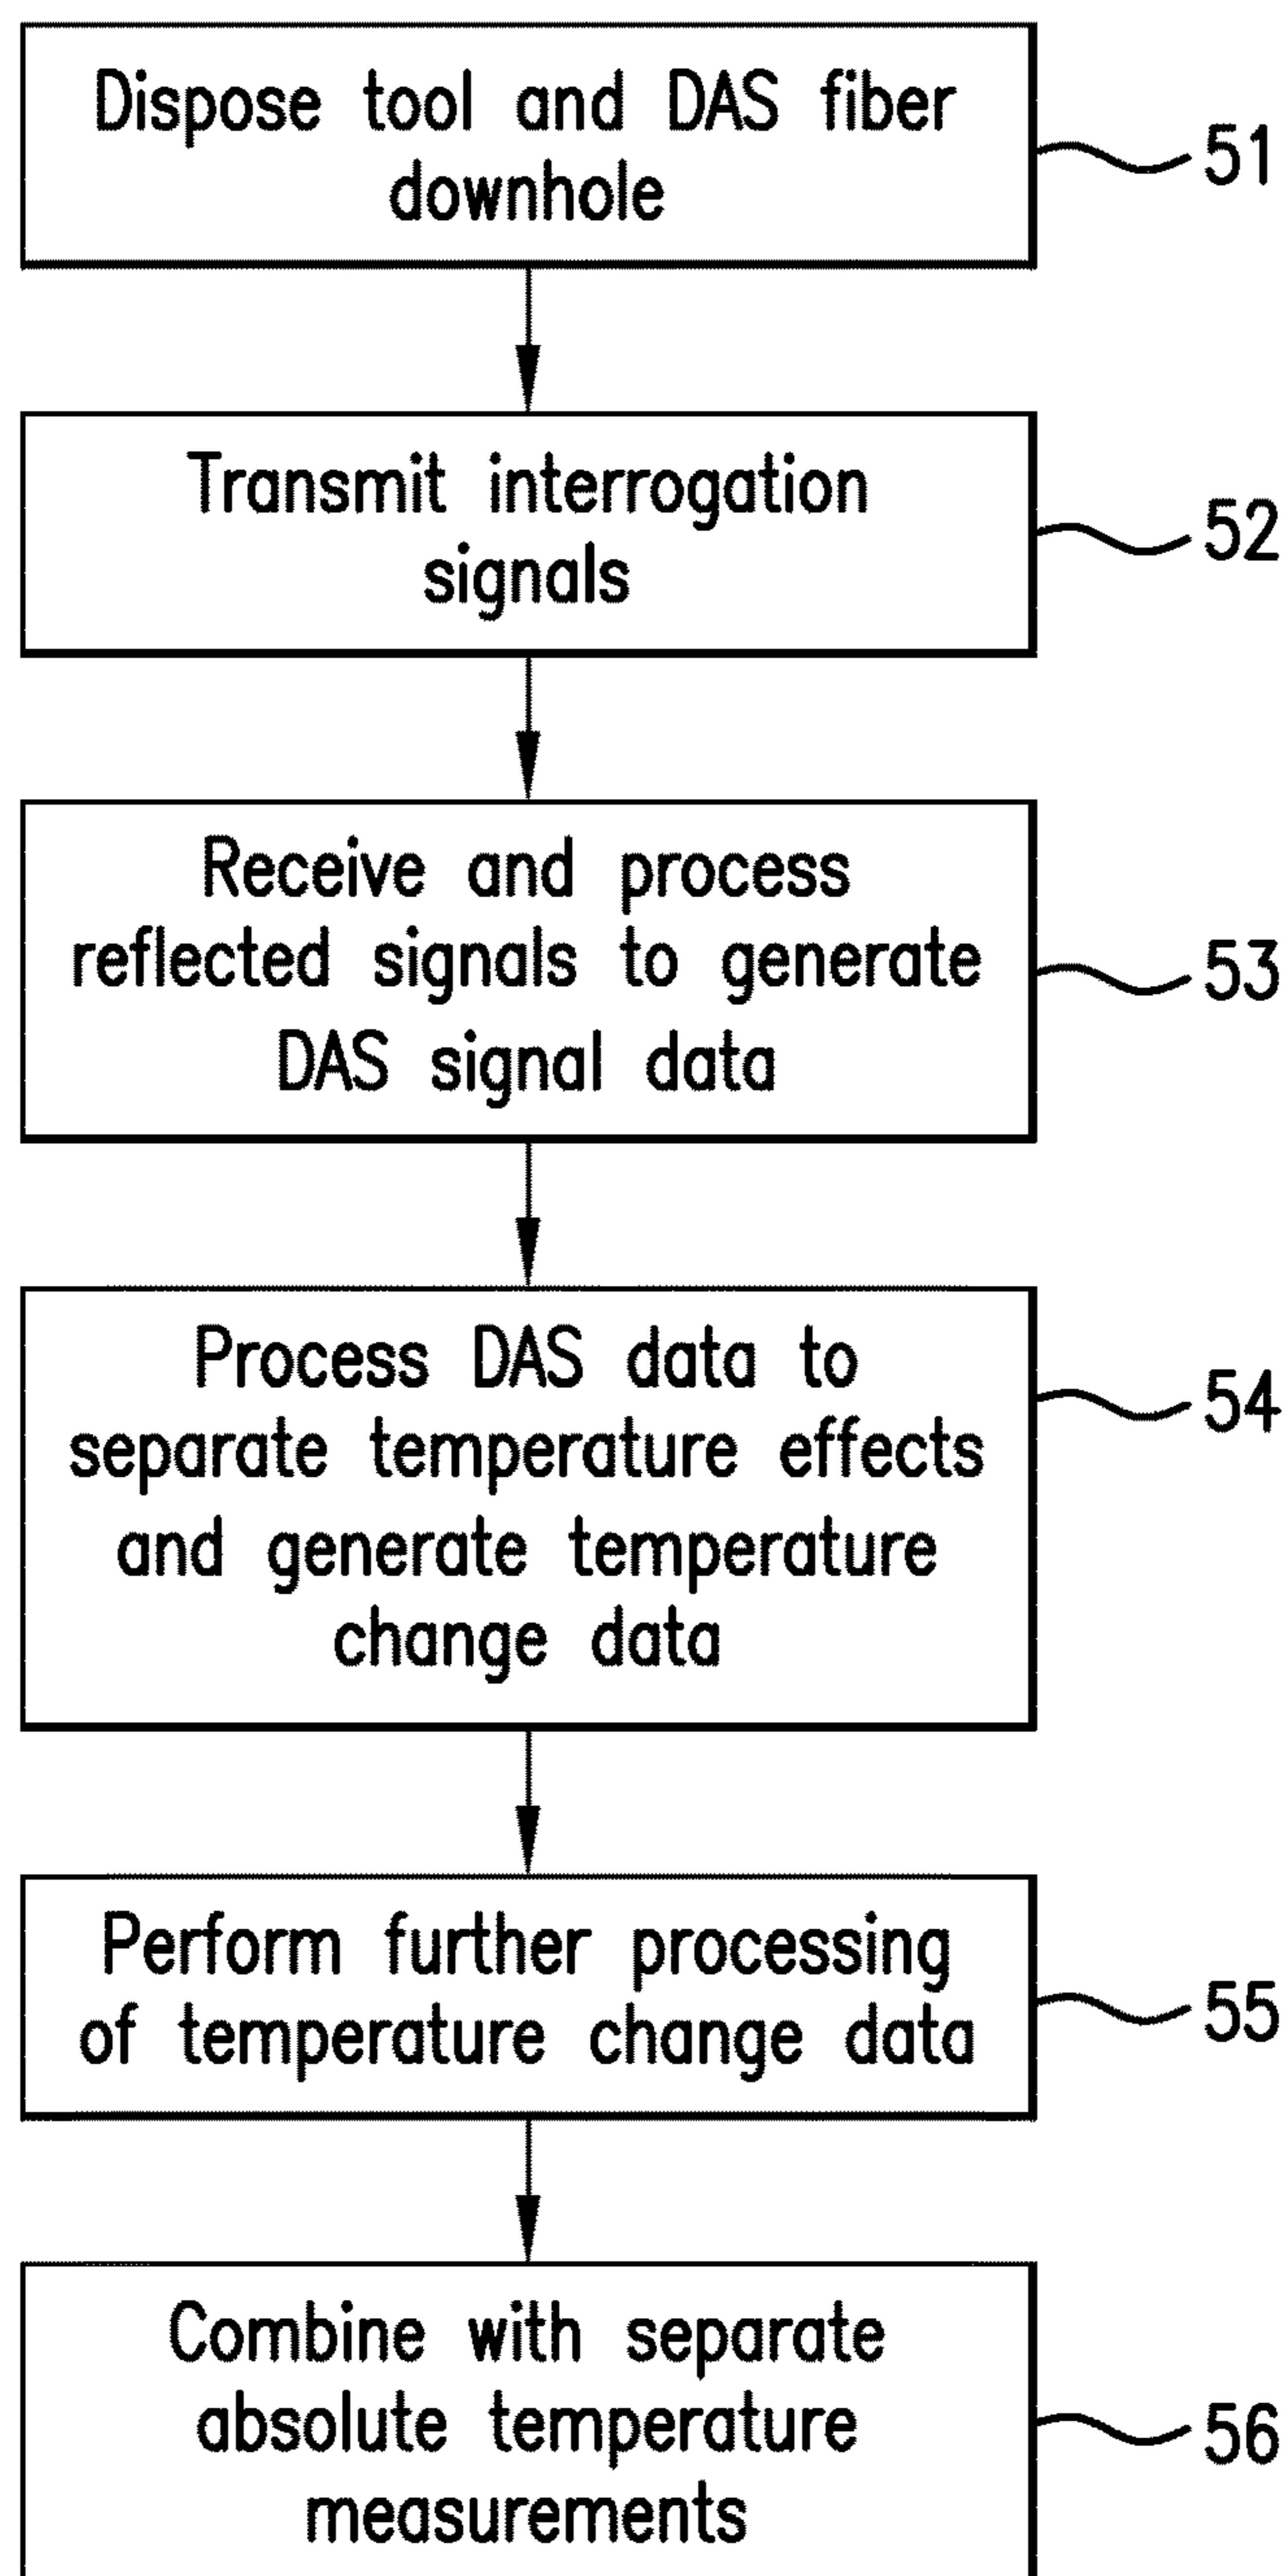 Dispose tool and DAS fiber
downhole
51
Transmit interrogation
signals
52
Receive and process
reflected signals to generate
DAS signal data
53
Process DAS data to
separate temperature effects
and generate temperature
change data
54
Perform further processing
of temperature change data
55
Combine with separate
absolute temperature
measurements
56